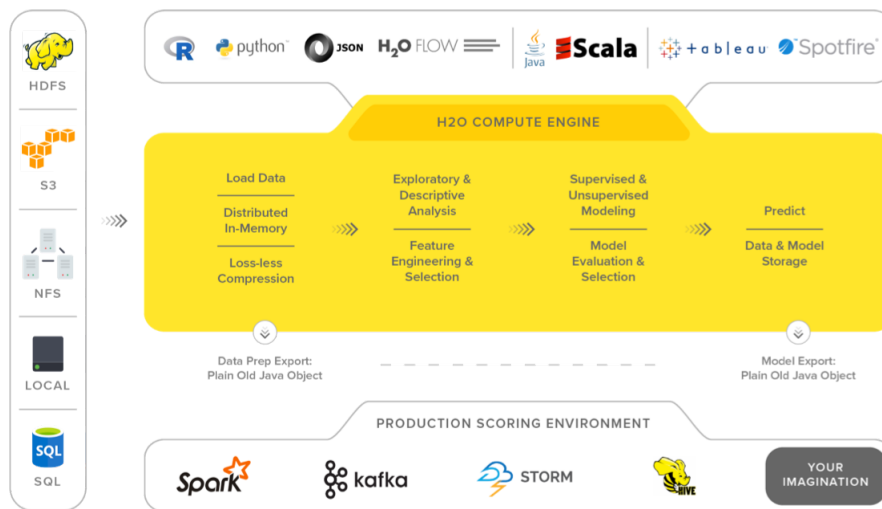 HDFS
S3
NFS
LOCAL
SQL
SQL
R
python™
JSON
H2O FLOW
Java
Scala
+ a b l e a u
Spotfire™
H2O COMPUTE ENGINE
Load Data
Distributed
In-Memory
Loss-less
Compression
Exploratory &
Descriptive
Analysis
Feature
Engineering &
Selection
Supervised &
Unsupervised
Modeling
Model
Evaluation &
Selection
Predict
Data & Model
Storage
Data Prep Export:
Plain Old Java Object
Model Export:
Plain Old Java Object
PRODUCTION SCORING ENVIRONMENT
Spark
kafka
STORM
HIVE
YOUR
IMAGINATION